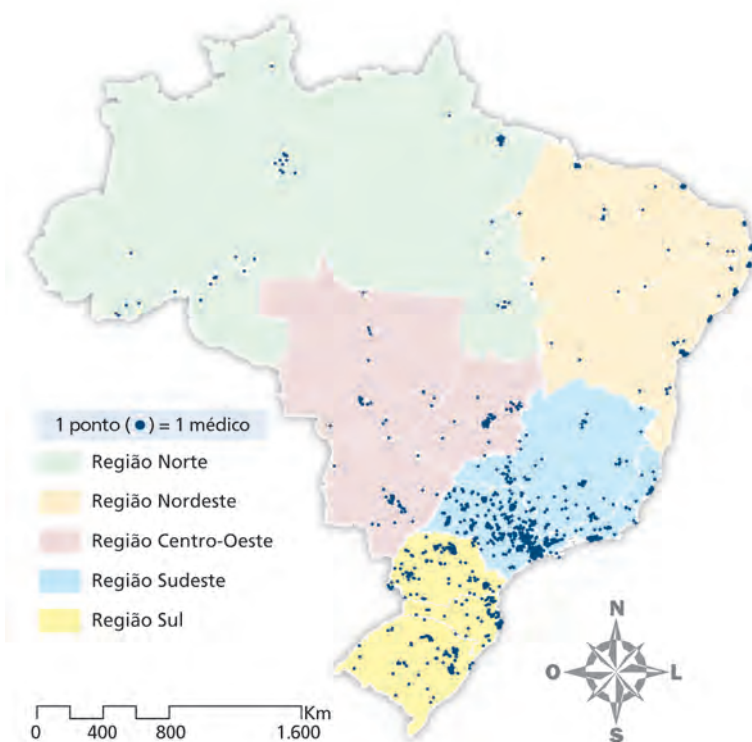 1 ponto (•) = 1 médico
Região Norte
Região Nordeste
Região Centro-Oeste
Região Sudeste
Região Sul
N
O L
S
Km
0 400 800 1.600